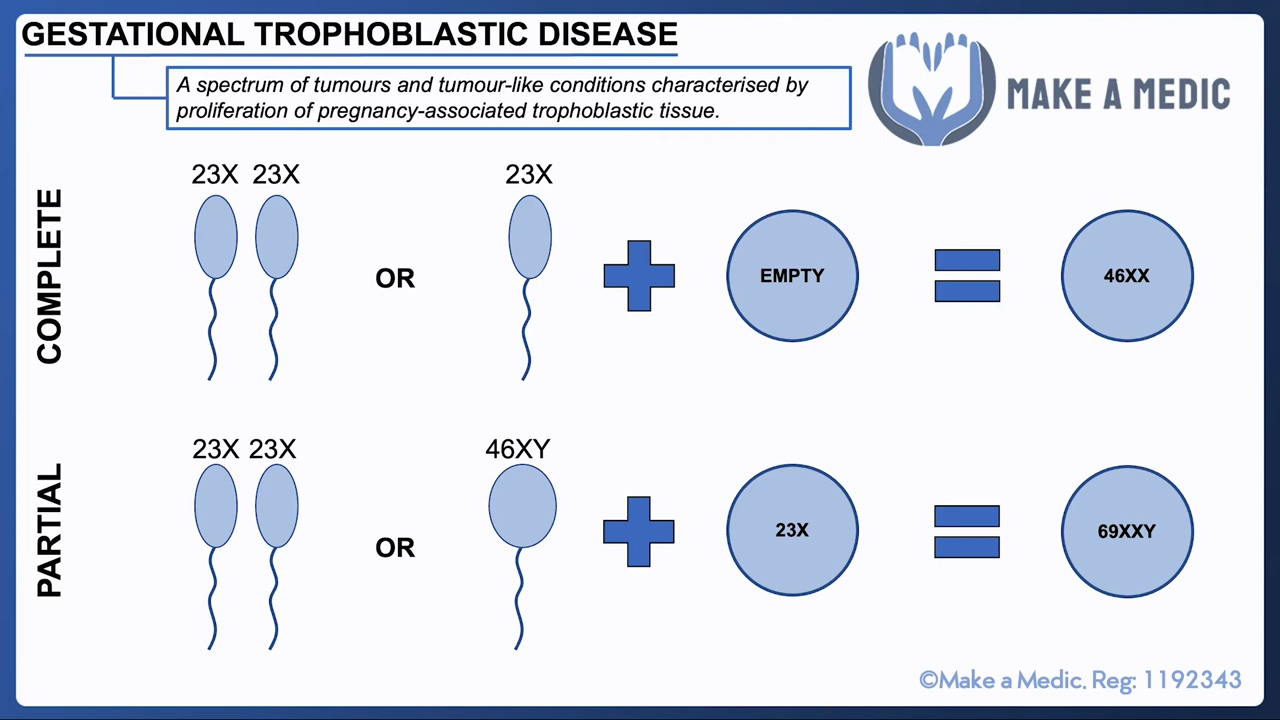 GESTATIONAL TROPHOBLASTIC DISEASE
A spectrum of tumours and tumour-like conditions characterised by
proliferation of pregnancy-associated trophoblastic tissue.
MAKE A MEDIC
COMPLETE
23X 23X
OR
23X
EMPTY
46XX
PARTIAL
23X 23X
OR
46XY
23X
69XXY
©Make a Medic. Reg: 1192343